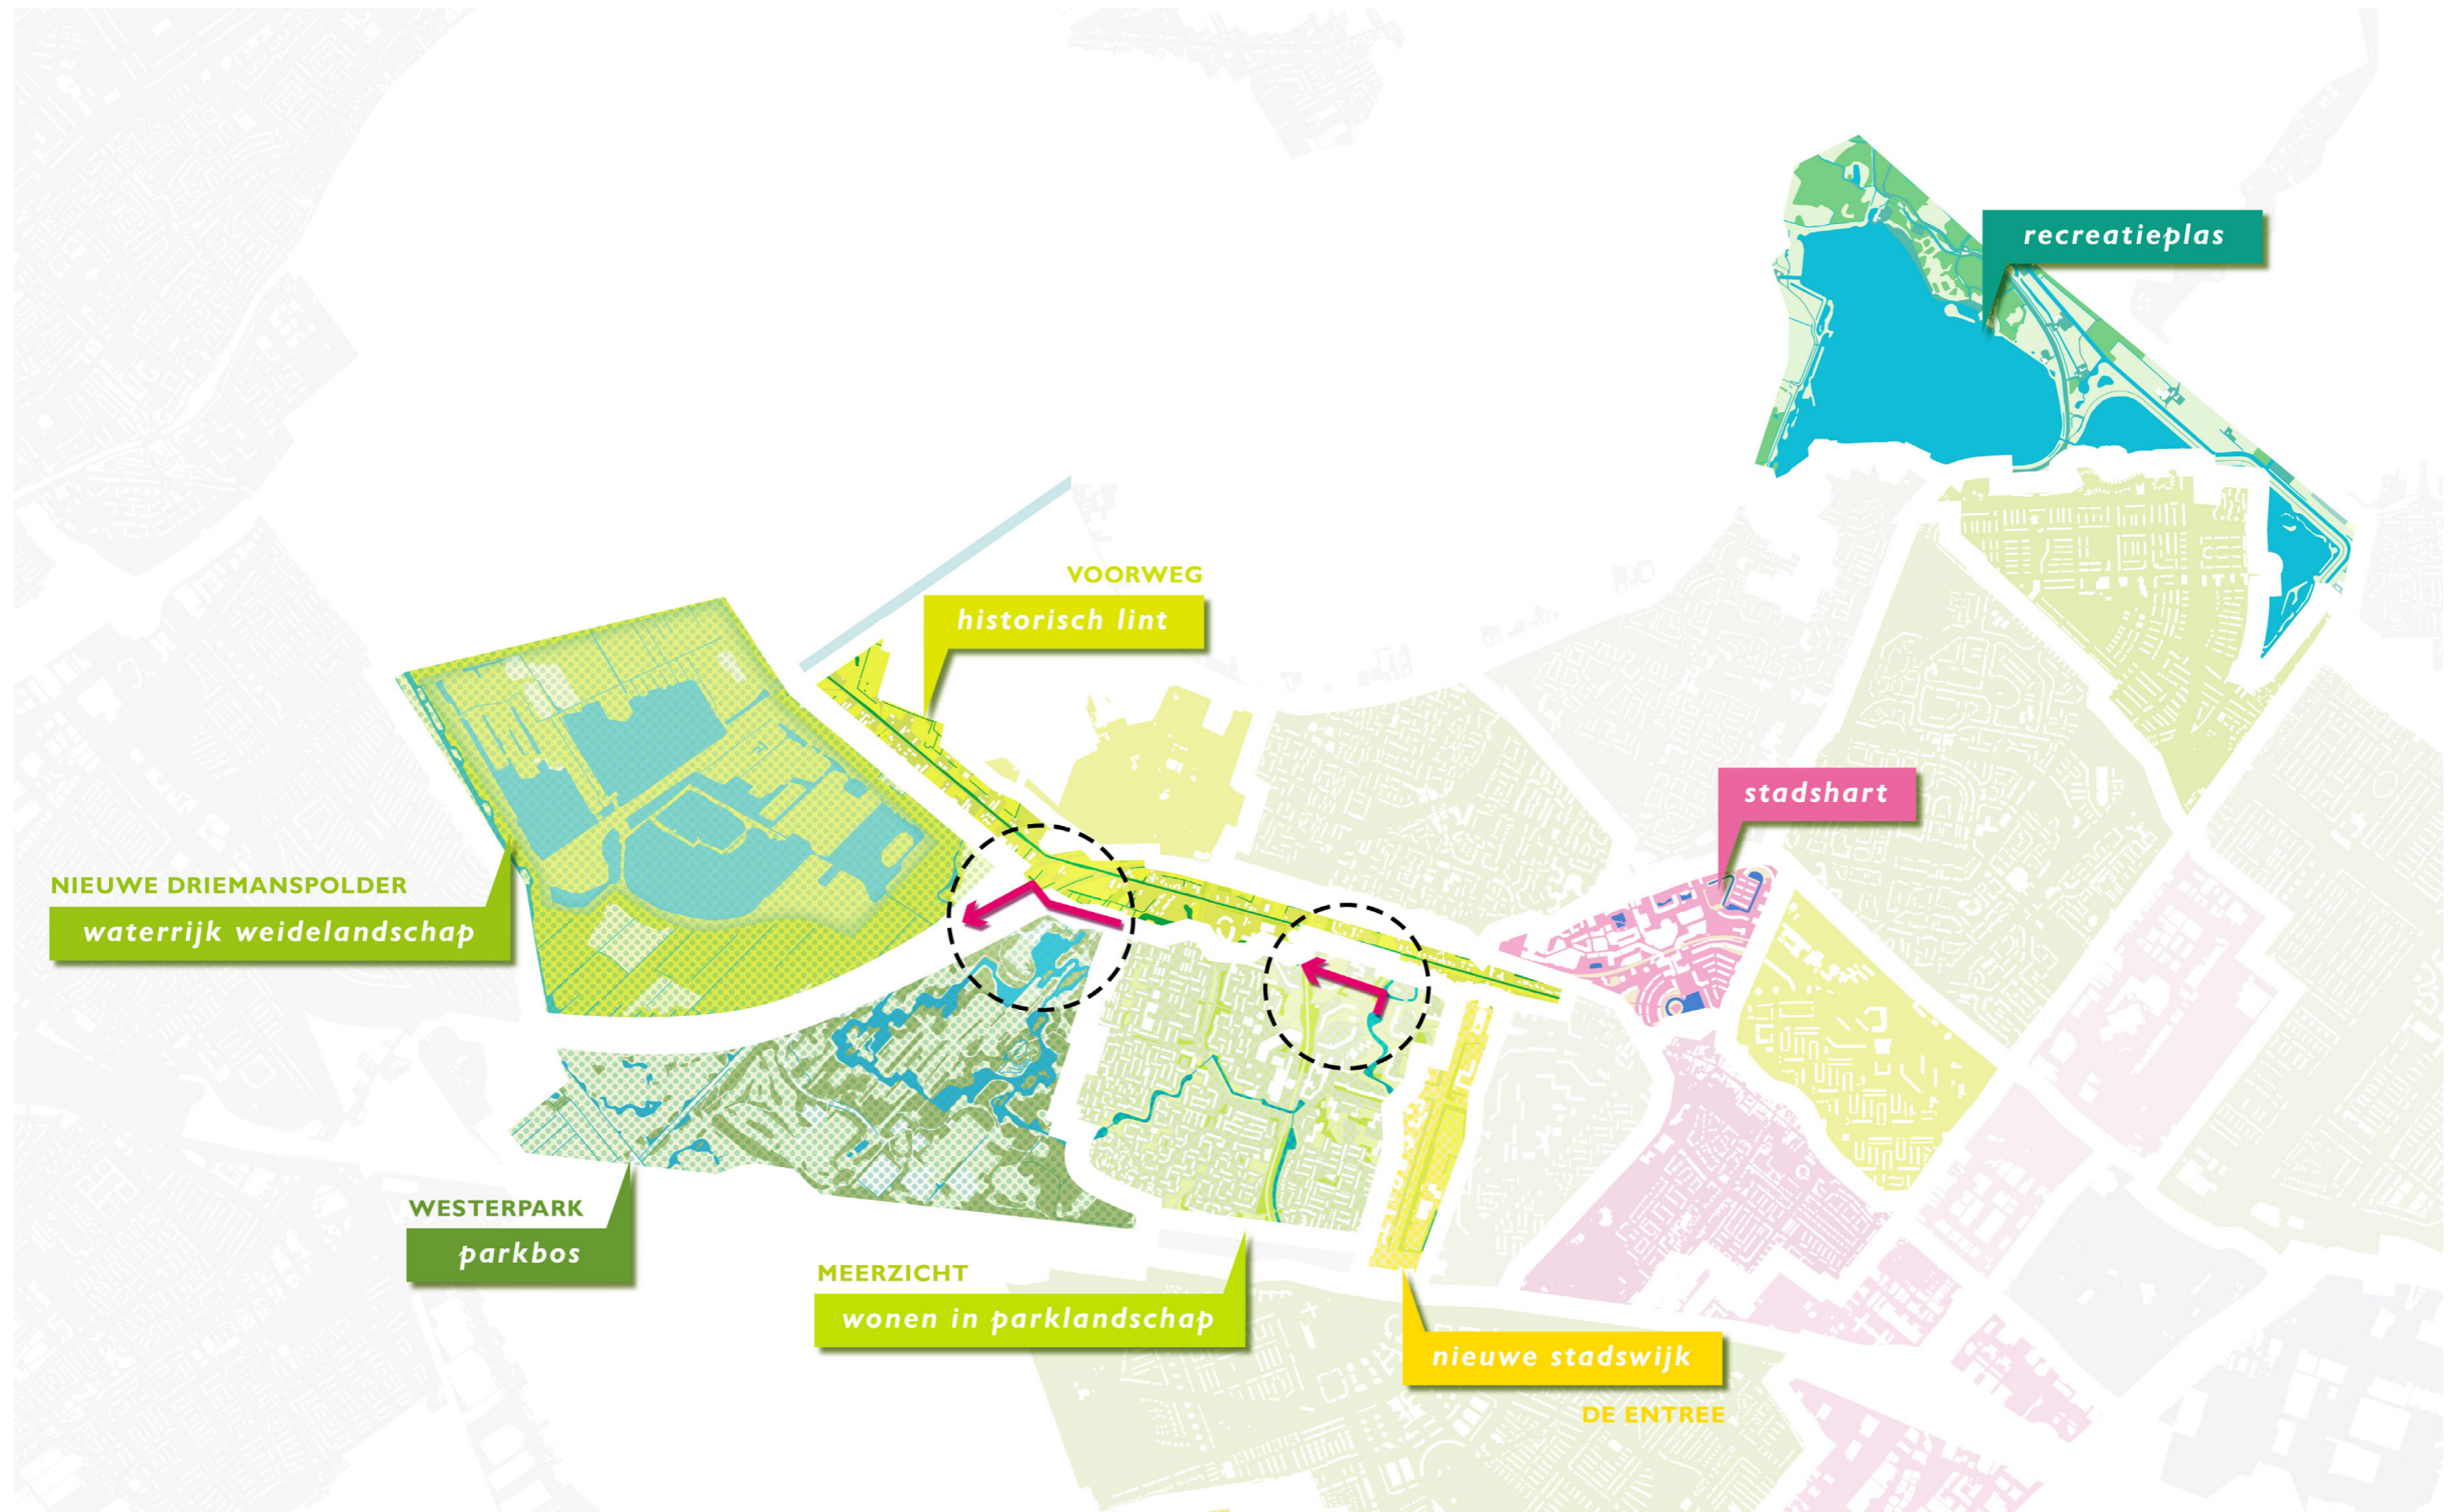 recreatieplas
VOORWEG
historisch lint
stadshart
NIEUWE DRIEMANSPOLDER
waterrijk weidelandschap
WESTERPARK
parkbos
MEERZICHT
wonen in parklandschap
nieuwe stadswijk
DE ENTREE